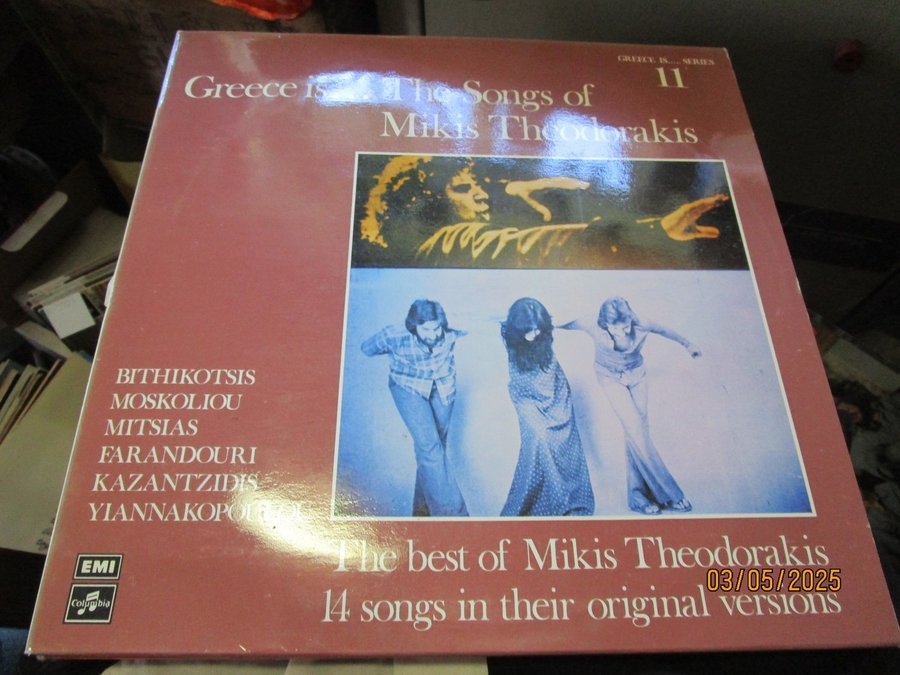 GREECE IS.... SERIES
11
Greece is.... The Songs of
Mikis Theodorakis
BITHIKOTSIS
MOSKOLIOU
MITSIAS
FARANDOURI
KAZANTZIDIS
YIANNAKOPOULOU
EMI
Columbia
The best of Mikis Theodorakis
14 songs in their original versions
03/05/2025